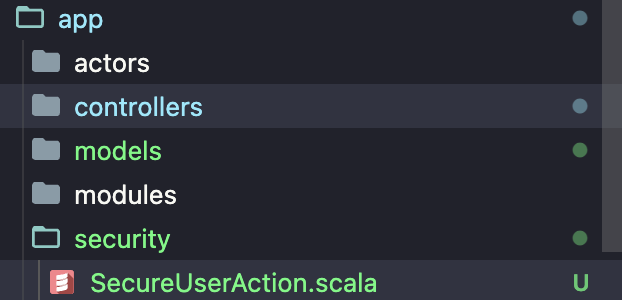 app
actors
controllers
models
modules
security
SecureUserAction.scala U